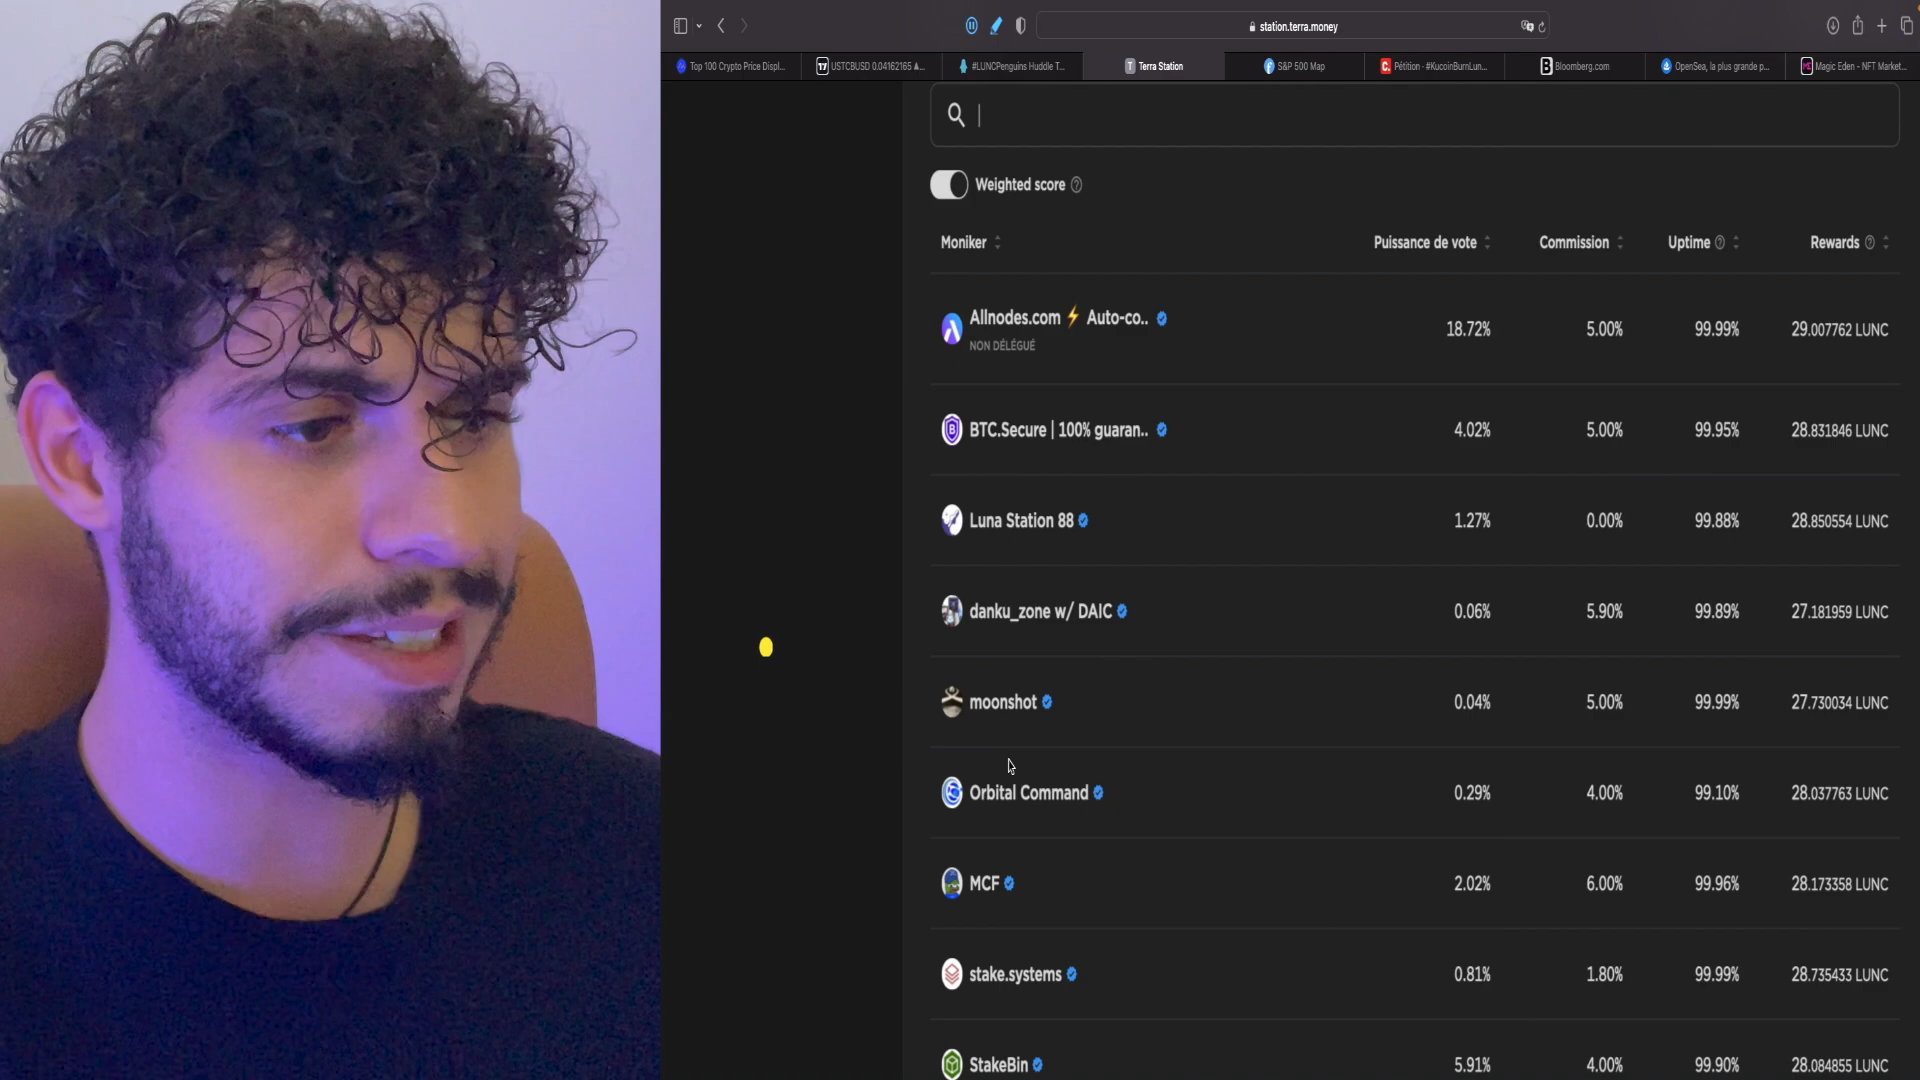 station.terra.money
Top 100 Crypto Price Displ...
USTCBUSD 0.04162165 ▲...
#LUNCPenguins Huddle T...
Terra Station
S&P 500 Map
Pétition · #KucoinBurnLun...
Bloomberg.com
OpenSea, la plus grande p...
Magic Eden - NFT Market...
Weighted score
Moniker Puissance de vote Commission Uptime Rewards
Allnodes.com ⚡ Auto-co.. 18.72% 5.00% 99.99% 29.007762 LUNC
NON DÉLÉGUÉ
BTC.Secure | 100% guaran.. 4.02% 5.00% 99.95% 28.831846 LUNC
Luna Station 88 1.27% 0.00% 99.88% 28.850554 LUNC
danku_zone w/ DAIC 0.06% 5.90% 99.89% 27.181959 LUNC
moonshot 0.04% 5.00% 99.99% 27.730034 LUNC
Orbital Command 0.29% 4.00% 99.10% 28.037763 LUNC
MCF 2.02% 6.00% 99.96% 28.173358 LUNC
stake.systems 0.81% 1.80% 99.99% 28.735433 LUNC
StakeBin 5.91% 4.00% 99.90% 28.084855 LUNC